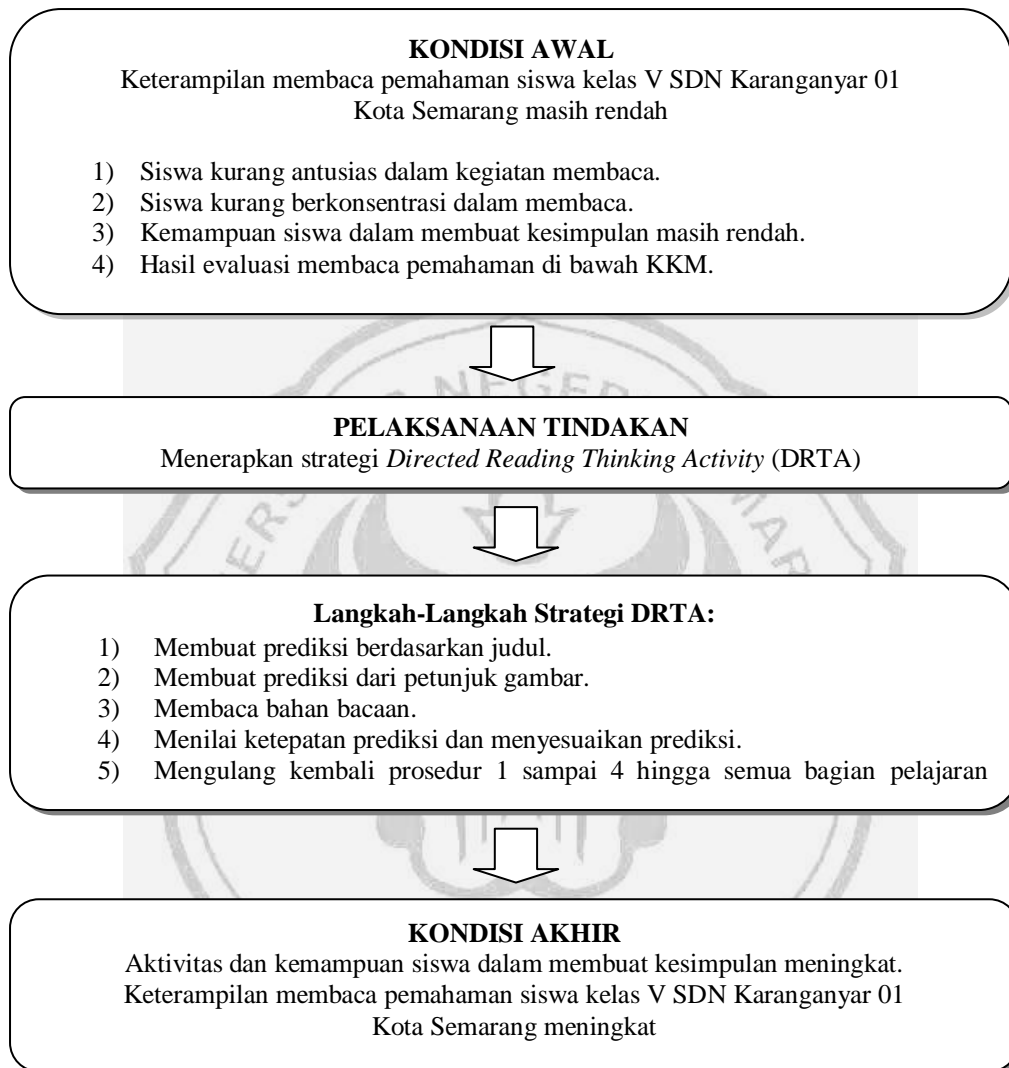 KONDISI AWAL
Keterampilan membaca pemahaman siswa kelas V SDN Karanganyar 01
Kota Semarang masih rendah
1) Siswa kurang antusias dalam kegiatan membaca.
2) Siswa kurang berkonsentrasi dalam membaca.
3) Kemampuan siswa dalam membuat kesimpulan masih rendah.
4) Hasil evaluasi membaca pemahaman di bawah KKM.
PELAKSANAAN TINDAKAN
Menerapkan strategi Directed Reading Thinking Activity (DRTA)
Langkah-Langkah Strategi DRTA:
1) Membuat prediksi berdasarkan judul.
2) Membuat prediksi dari petunjuk gambar.
3) Membaca bahan bacaan.
4) Menilai ketepatan prediksi dan menyesuaikan prediksi.
5) Mengulang kembali prosedur 1 sampai 4 hingga semua bagian pelajaran
KONDISI AKHIR
Aktivitas dan kemampuan siswa dalam membuat kesimpulan meningkat.
Keterampilan membaca pemahaman siswa kelas V SDN Karanganyar 01
Kota Semarang meningkat